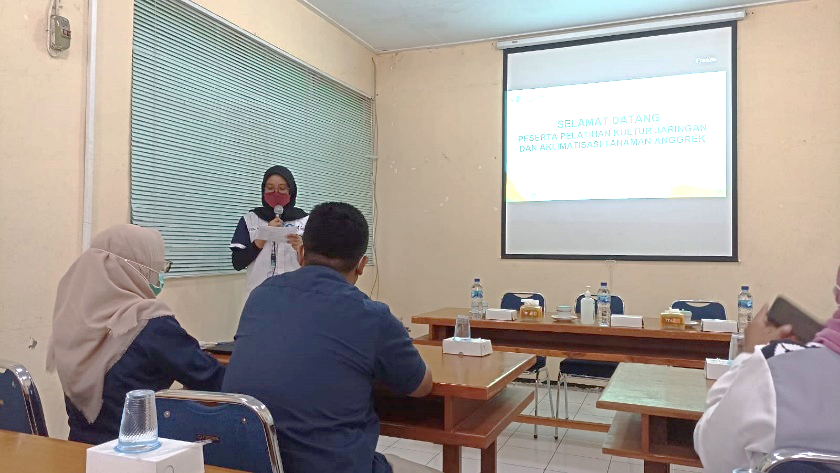 SELAMAT DATANG
PESERTA PELATIHAN KULTUR JARINGAN
DAN AKLIMATISASI TANAMAN ANGGREK